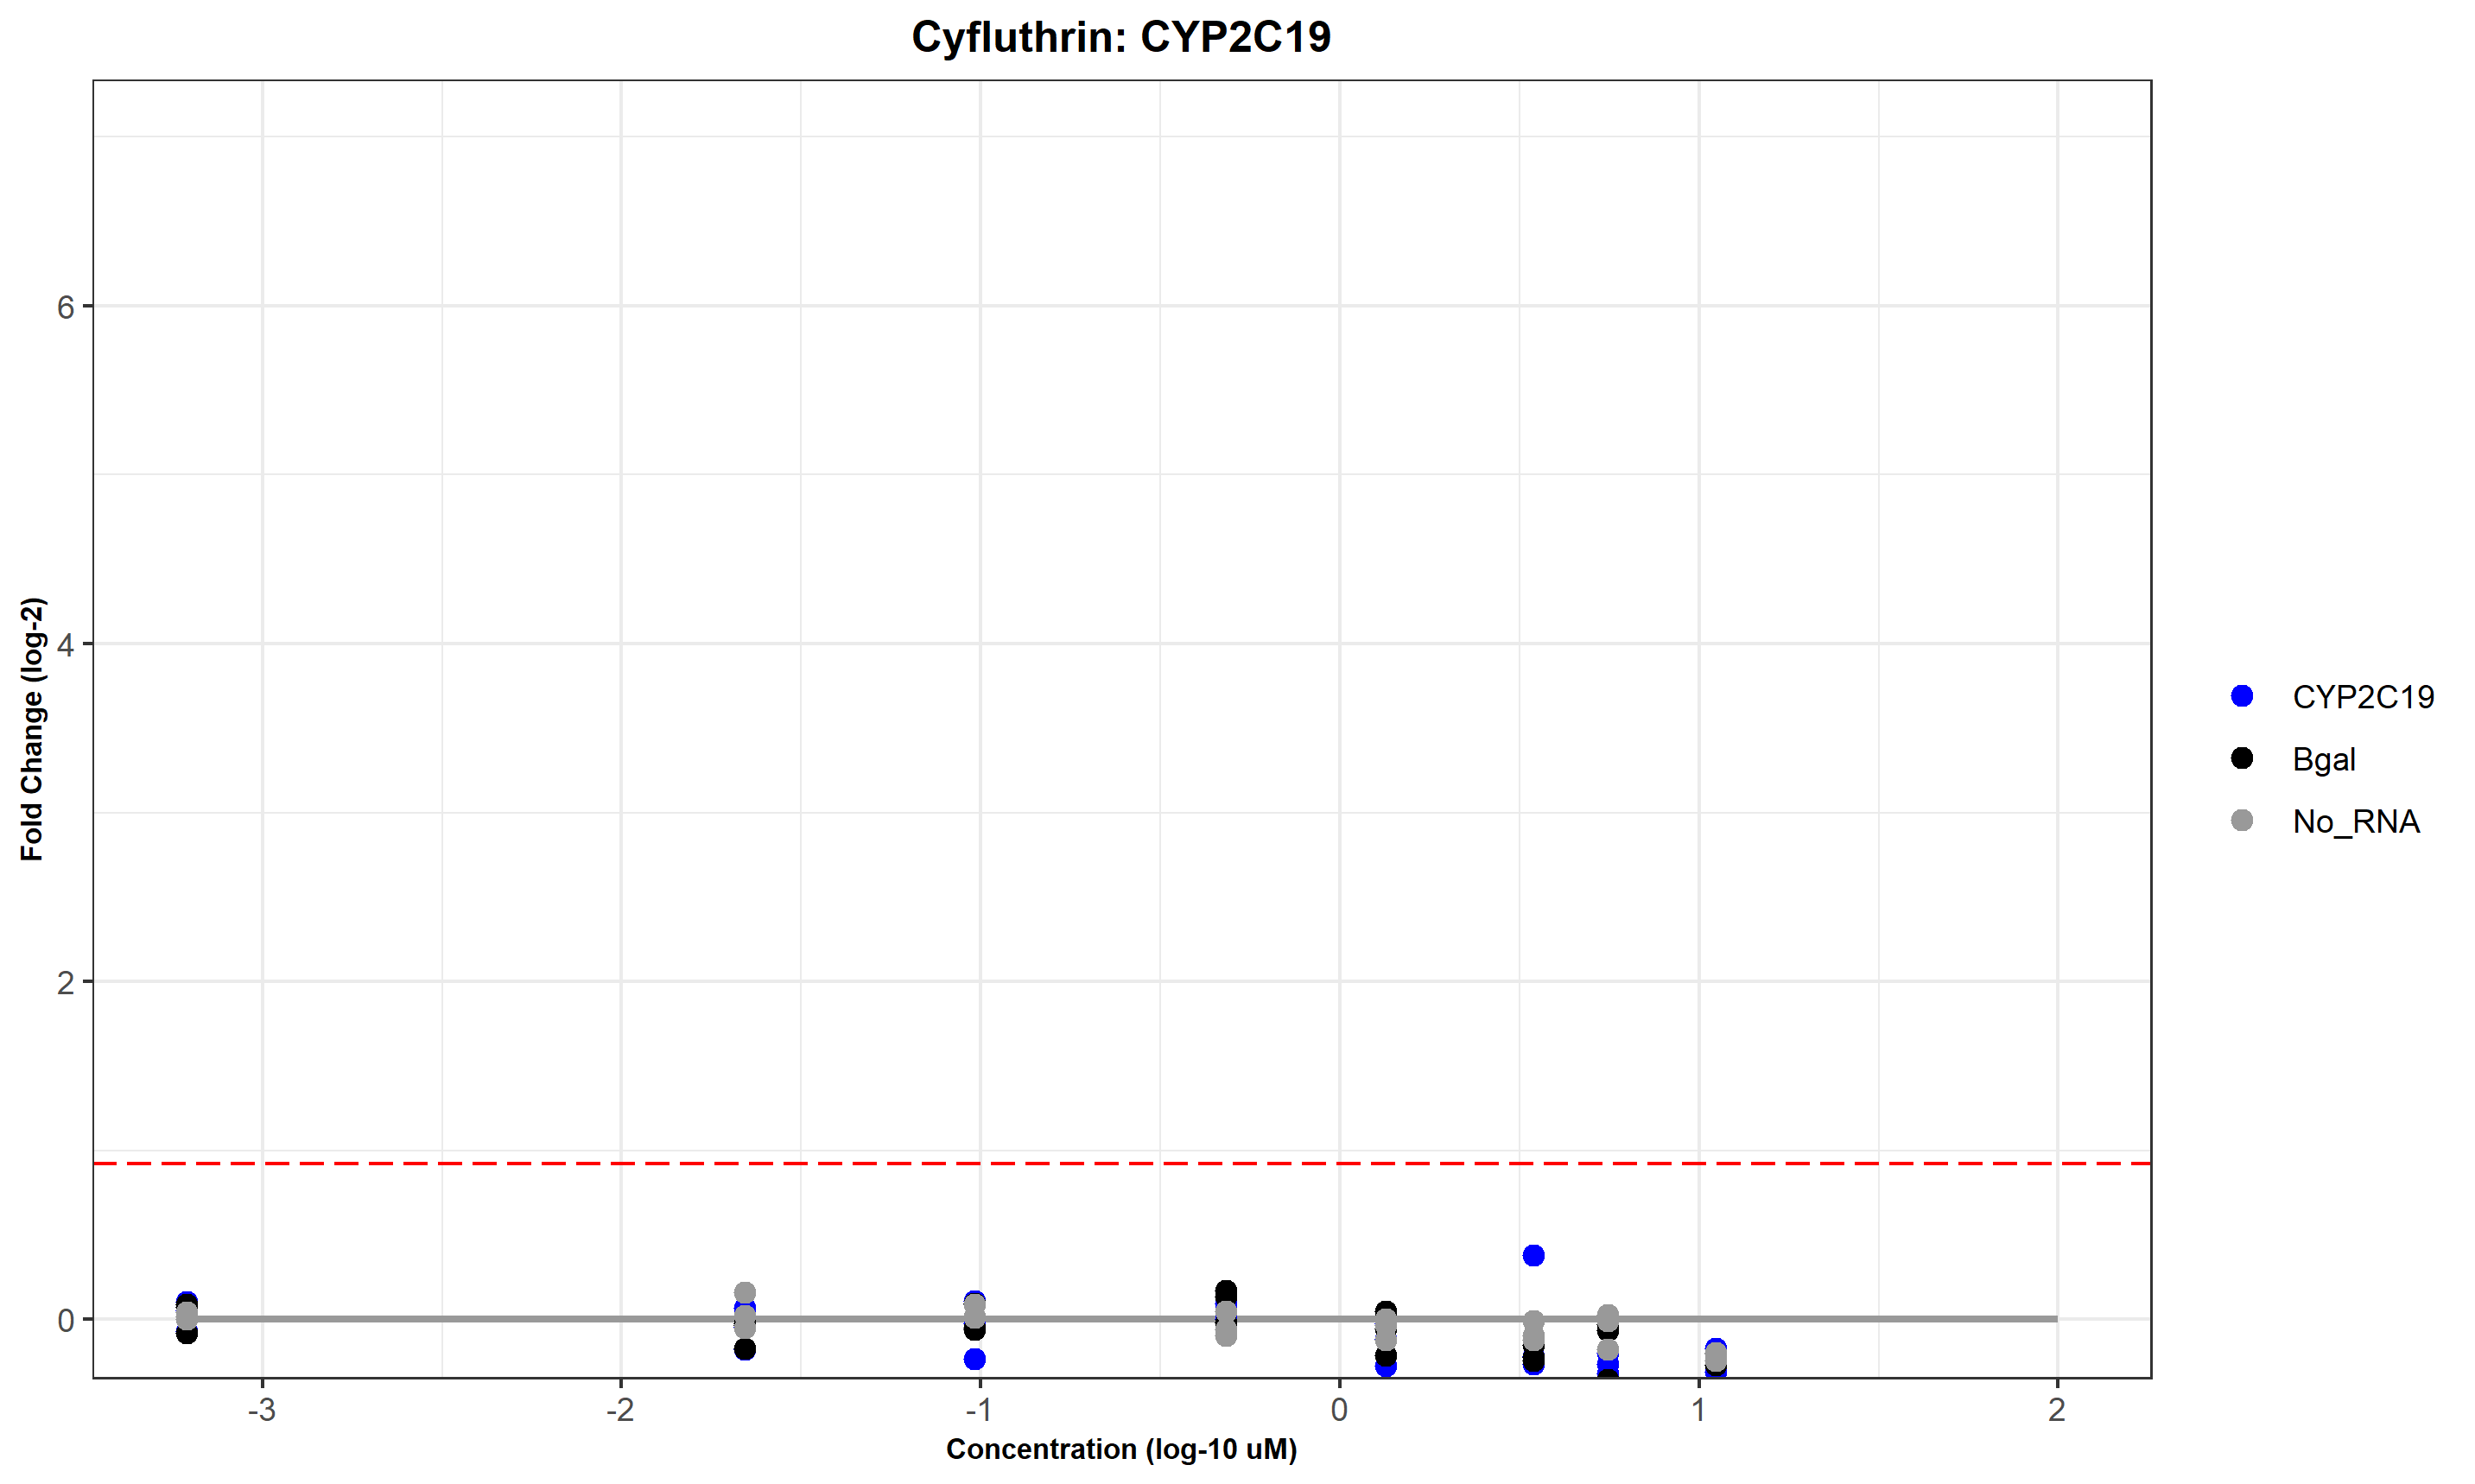 Cyfluthrin: CYP2C19
Fold Change (log-2)
6
4
2
0
-3
-2
-1
0
1
2
Concentration (log-10 uM)
CYP2C19
Bgal
No_RNA